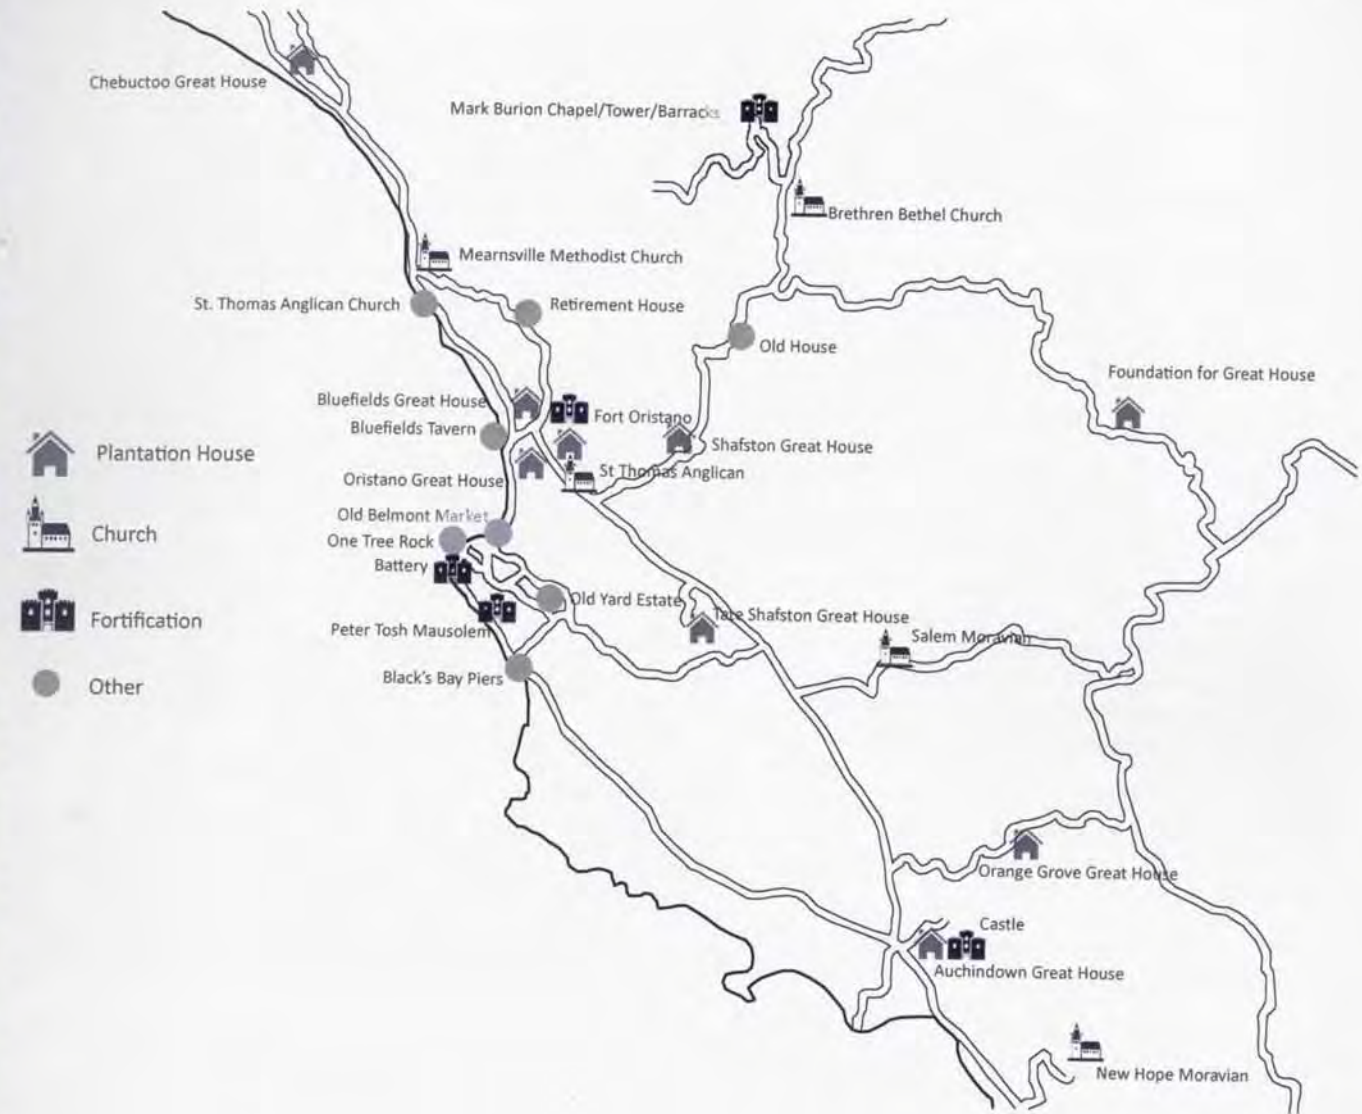 Chebuctoo Great House
Mark Burion Chapel/Tower/Barracks
Brethren Bethel Church
Mearnsville Methodist Church
St. Thomas Anglican Church
Retirement House
Old House
Foundation for Great House
Bluefields Great House
Fort Oristano
Bluefields Tavern
Shafston Great House
Plantation House
St Thomas Anglican
Oristano Great House
Old Belmont Market
Church
One Tree Rock
Battery
Old Yard Estate
Tate Shafston Great House
Fortification
Peter Tosh Mausolem
Salem Moravian
Black's Bay Piers
Other
Orange Grove Great House
Castle
Auchindown Great House
New Hope Moravian